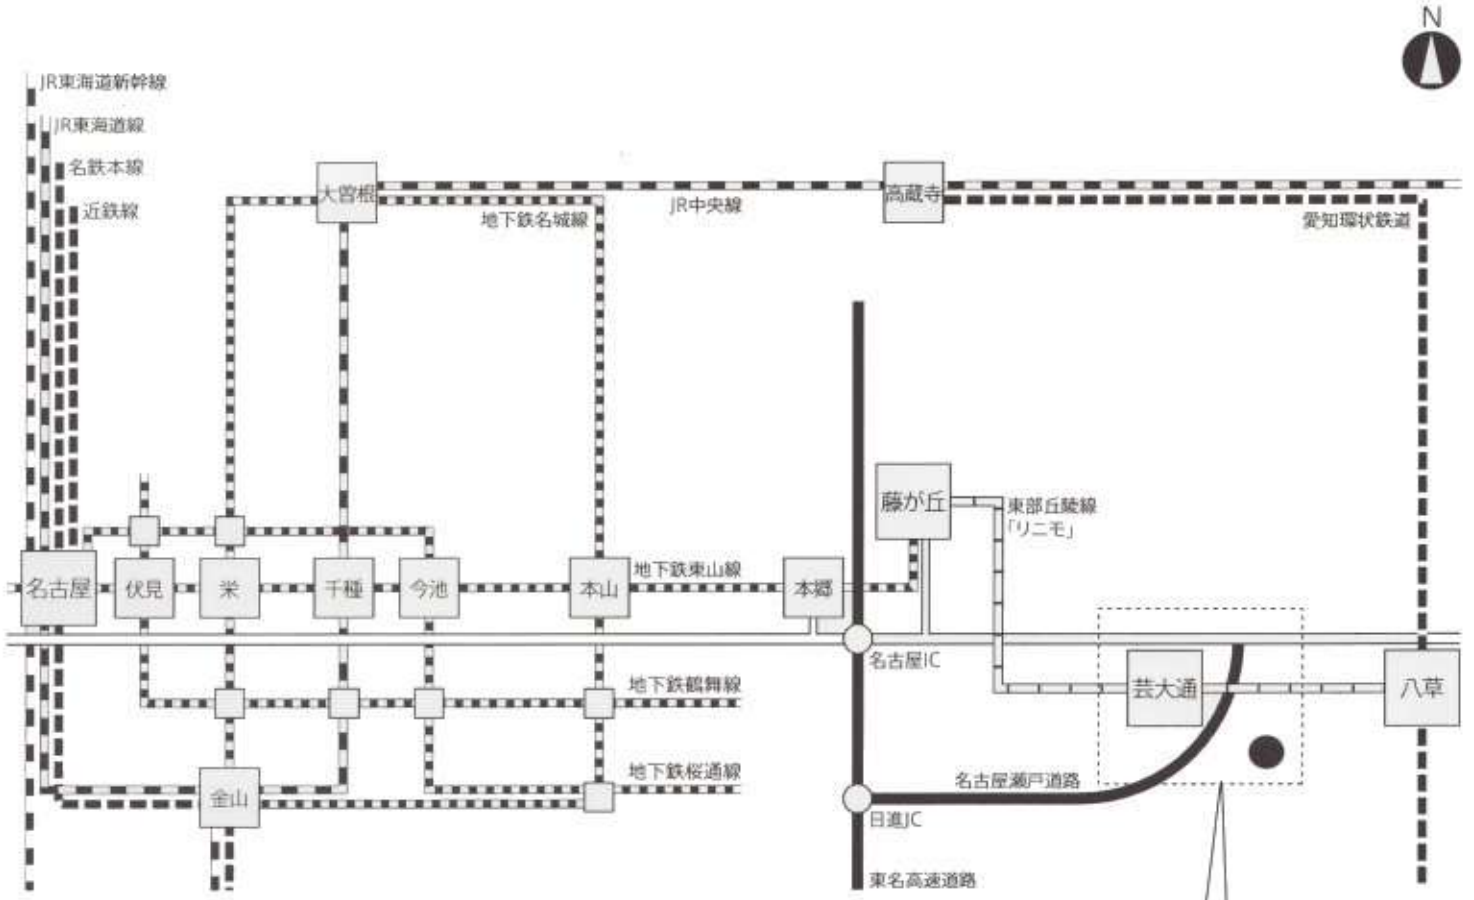 N
JR東海道新幹線
JR東海道線
名鉄本線
近鉄線
大曽根
高蔵寺
JR中央線
地下鉄名城線
愛知環状鉄道
藤が丘
東部丘陵線
「リニモ」
地下鉄東山線
名古屋
伏見
栄
千種
今池
本山
本郷
名古屋IC
地下鉄鶴舞線
芸大通
八草
地下鉄桜通線
名古屋瀬戸道路
金山
日進JC
東名高速道路